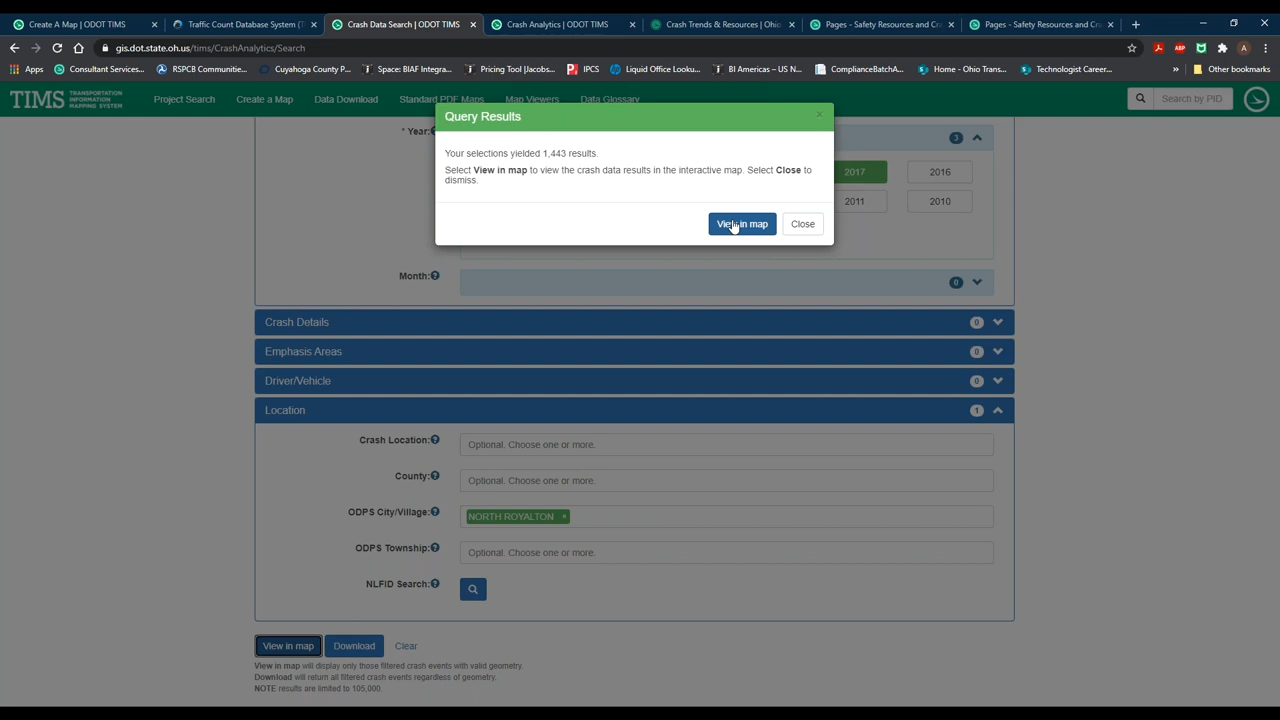 Create A Map | ODOT TIMS
Traffic Count Database System (T
Crash Data Search | ODOT TIMS
Crash Analytics | ODOT TIMS
Crash Trends & Resources | Ohio
Pages - Safety Resources and Cra
Pages - Safety Resources and Cra
gis.dot.state.oh.us/tims/CrashAnalytics/Search
Apps
Consultant Services...
RSPCB Communitie...
Cuyahoga County P...
Space: BIAF Integra...
Pricing Tool |Jacobs...
IPCS
Liquid Office Looku...
BI Americas – US N...
ComplianceBatchA...
Home - Ohio Trans...
Technologist Career...
»
Other bookmarks
TIMS TRANSPORTATION INFORMATION MAPPING SYSTEM
Project Search
Create a Map
Data Download
Standard PDF Maps
Map Viewers
Data Glossary
Search by PID
Query Results
×
Your selections yielded 1,443 results.
Select View in map to view the crash data results in the interactive map. Select Close to
dismiss.
View in map
Close
* Year:
3
2017
2016
2011
2010
Month:
0
Crash Details
0
Emphasis Areas
0
Driver/Vehicle
0
Location
1
Crash Location:
Optional. Choose one or more.
County:
Optional. Choose one or more.
ODPS City/Village:
NORTH ROYALTON ×
ODPS Township:
Optional. Choose one or more.
NLFID Search:
View in map
Download
Clear
View in map will display only those filtered crash events with valid geometry.
Download will return all filtered crash events regardless of geometry.
NOTE results are limited to 105,000.